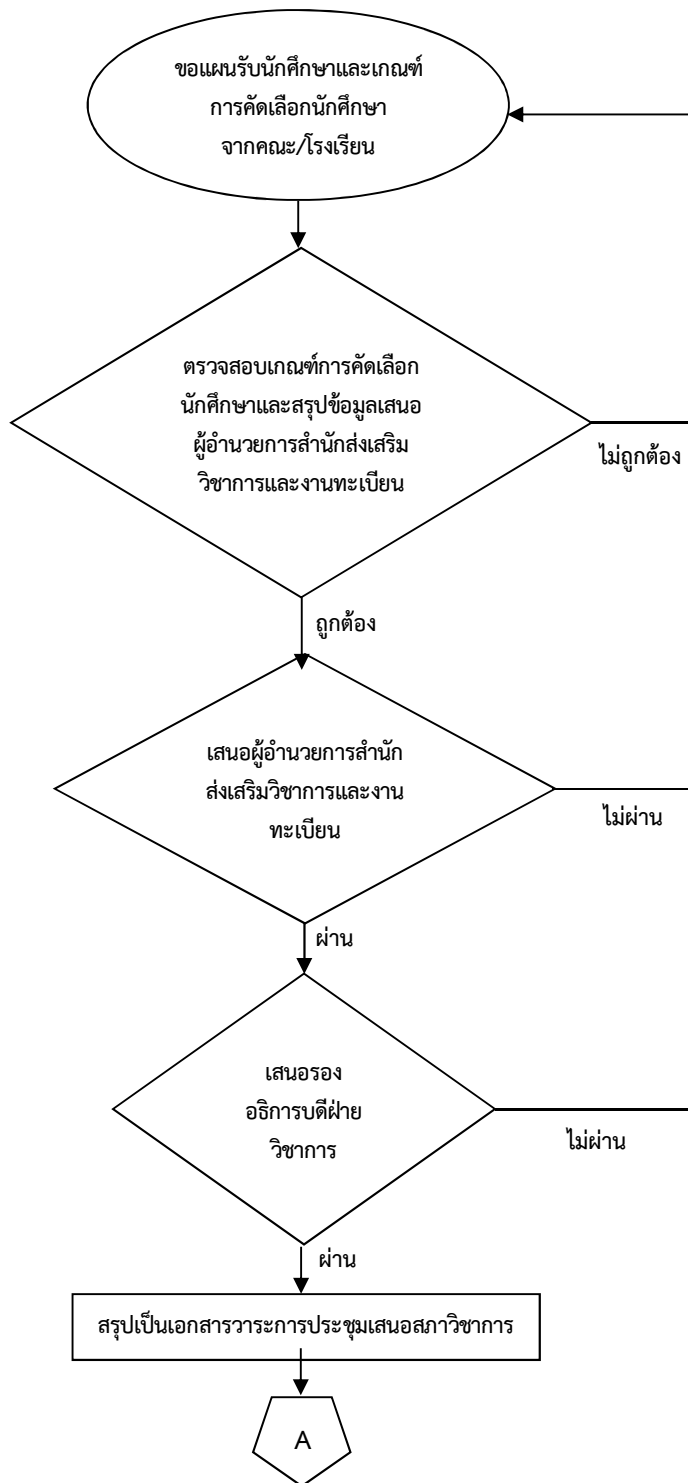 ขอแผนรับนักศึกษาและเกณฑ์
การคัดเลือกนักศึกษา
จากคณะ/โรงเรียน
ตรวจสอบเกณฑ์การคัดเลือก
นักศึกษาและสรุปข้อมูลเสนอ
ผู้อำนวยการสำนักส่งเสริม
วิชาการและงานทะเบียน
ไม่ถูกต้อง
ถูกต้อง
เสนอผู้อำนวยการสำนัก
ส่งเสริมวิชาการและงาน
ทะเบียน
ไม่ผ่าน
ผ่าน
เสนอรอง
อธิการบดีฝ่าย
วิชาการ
ไม่ผ่าน
ผ่าน
สรุปเป็นเอกสารวาระการประชุมเสนอสภาวิชาการ
A